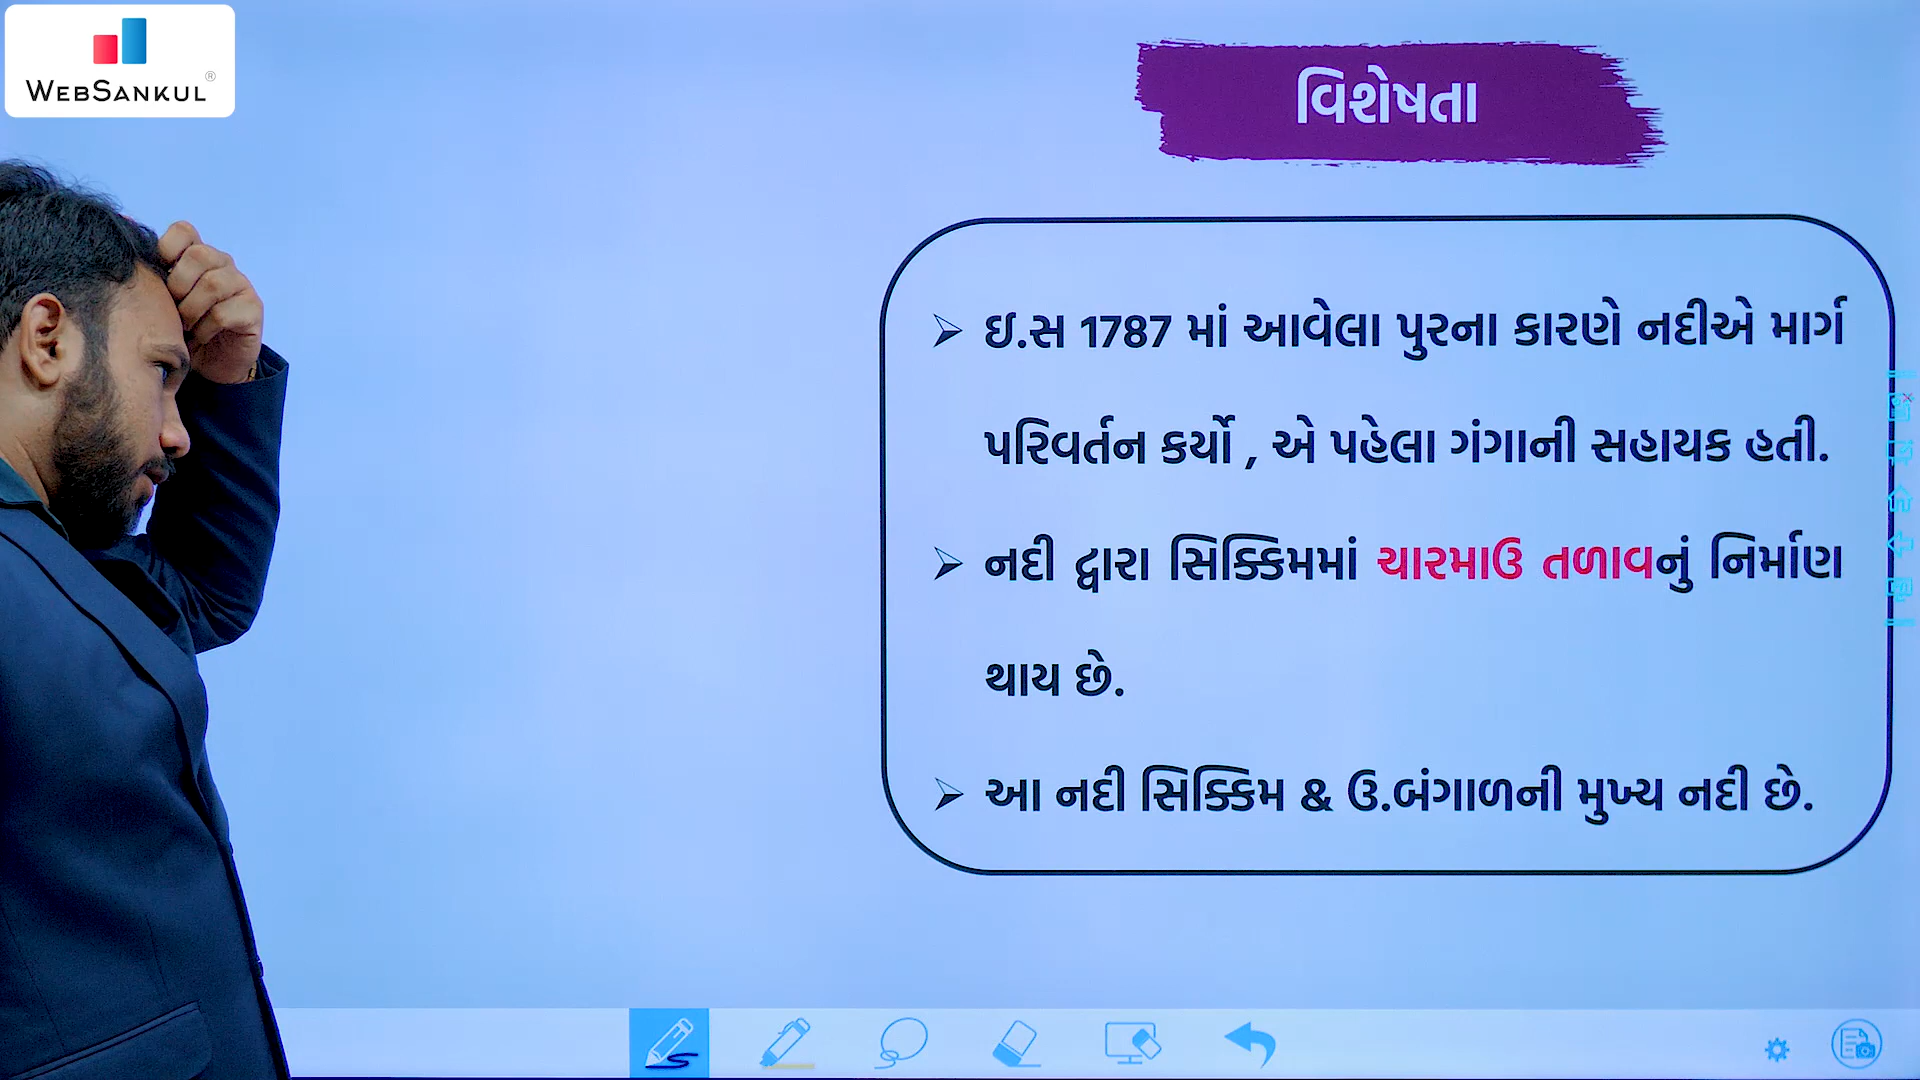 WEBSANKUL®
વિશેષતા
➢ ઇ.સ 1787 માં આવેલા પુરના કારણે નદીએ માર્ગ
પરિવર્તન કર્યો , એ પહેલા ગંગાની સહાયક હતી.
➢ નદી દ્વારા સિક્કિમમાં ચારમાઉ તળાવનું નિર્માણ
થાય છે.
➢ આ નદી સિક્કિમ & ઉ.બંગાળની મુખ્ય નદી છે.